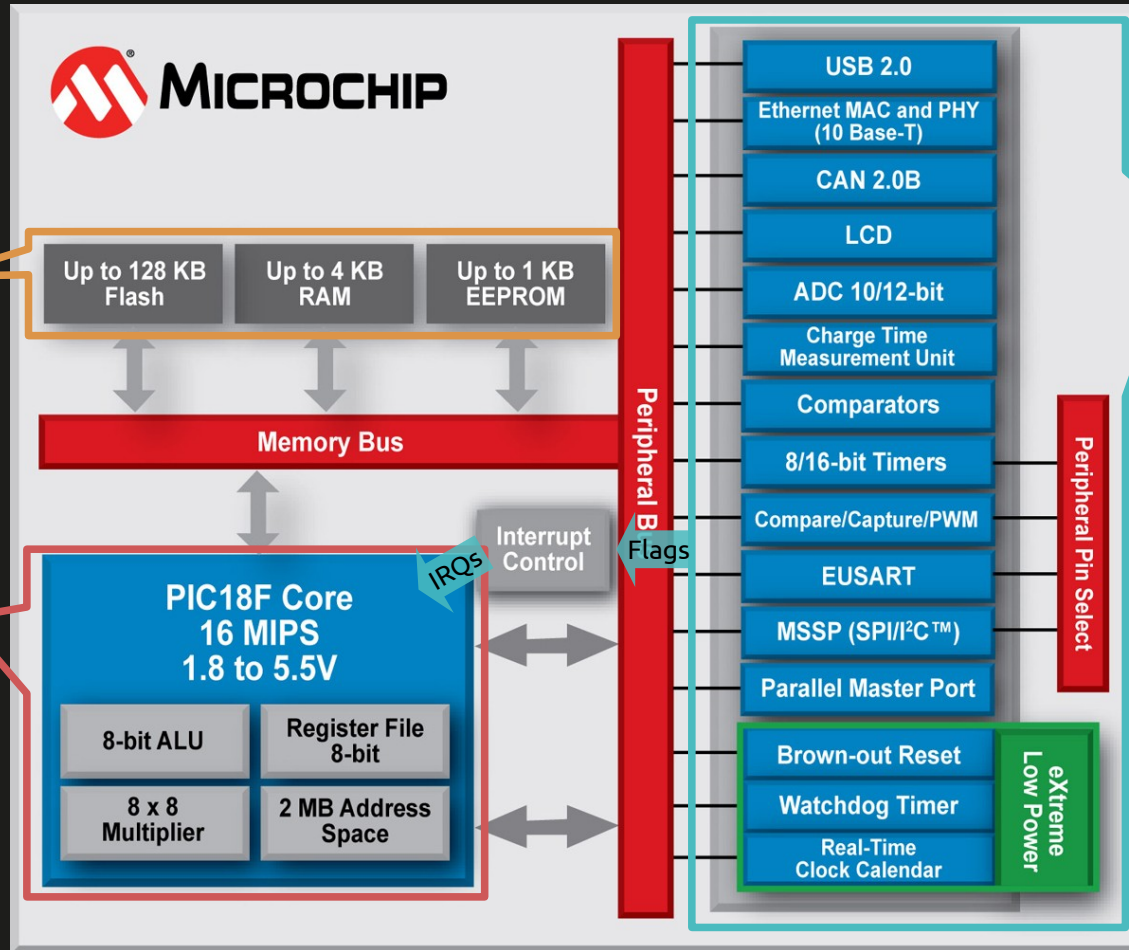 MICROCHIP
®
Up to 128 KB
Flash
Up to 4 KB
RAM
Up to 1 KB
EEPROM
Memory Bus
Interrupt
Control
IRQs
Flags
PIC18F Core
16 MIPS
1.8 to 5.5V
8-bit ALU
Register File
8-bit
8 x 8
Multiplier
2 MB Address
Space
Peripheral B
USB 2.0
Ethernet MAC and PHY
(10 Base-T)
CAN 2.0B
LCD
ADC 10/12-bit
Charge Time
Measurement Unit
Comparators
8/16-bit Timers
Compare/Capture/PWM
EUSART
MSSP (SPI/I²C™)
Parallel Master Port
Brown-out Reset
Watchdog Timer
Real-Time
Clock Calendar
eXtreme
Low Power
Peripheral Pin Select